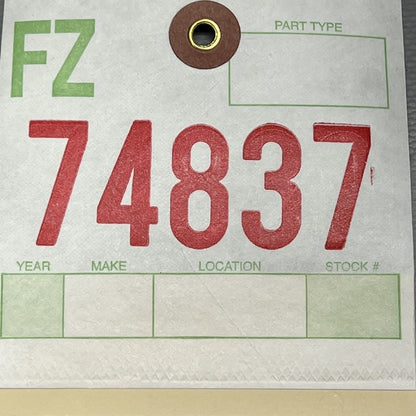 FZ
PART TYPE
74837
YEAR MAKE LOCATION STOCK #